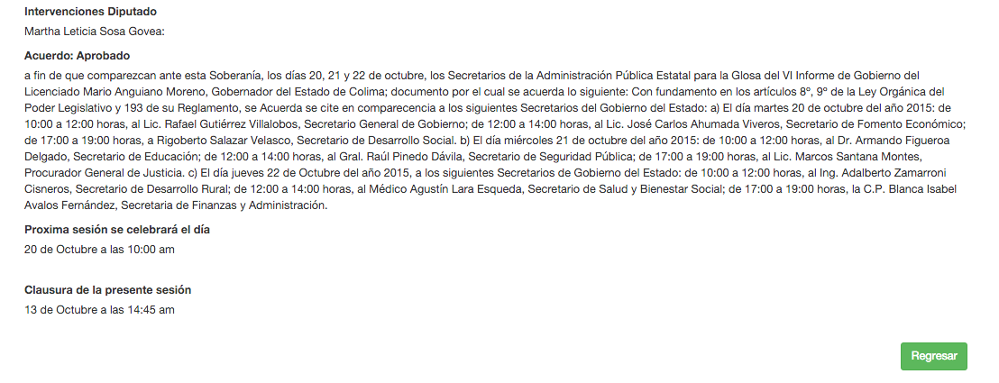 Intervenciones Diputado
Martha Leticia Sosa Govea:
Acuerdo: Aprobado
a fin de que comparezcan ante esta Soberanía, los días 20, 21 y 22 de octubre, los Secretarios de la Administración Pública Estatal para la Glosa del VI Informe de Gobierno del
Licenciado Mario Anguiano Moreno, Gobernador del Estado de Colima; documento por el cual se acuerda lo siguiente: Con fundamento en los artículos 8º, 9º de la Ley Orgánica del
Poder Legislativo y 193 de su Reglamento, se Acuerda se cite en comparecencia a los siguientes Secretarios del Gobierno del Estado: a) El día martes 20 de octubre del año 2015: de
10:00 a 12:00 horas, al Lic. Rafael Gutiérrez Villalobos, Secretario General de Gobierno; de 12:00 a 14:00 horas, al Lic. José Carlos Ahumada Viveros, Secretario de Fomento Económico;
de 17:00 a 19:00 horas, a Rigoberto Salazar Velasco, Secretario de Desarrollo Social. b) El día miércoles 21 de octubre del año 2015: de 10:00 a 12:00 horas, al Dr. Armando Figueroa
Delgado, Secretario de Educación; de 12:00 a 14:00 horas, al Gral. Raúl Pinedo Dávila, Secretario de Seguridad Pública; de 17:00 a 19:00 horas, al Lic. Marcos Santana Montes,
Procurador General de Justicia. c) El día jueves 22 de Octubre del año 2015, a los siguientes Secretarios de Gobierno del Estado: de 10:00 a 12:00 horas, al Ing. Adalberto Zamarroni
Cisneros, Secretario de Desarrollo Rural; de 12:00 a 14:00 horas, al Médico Agustín Lara Esqueda, Secretario de Salud y Bienestar Social; de 17:00 a 19:00 horas, la C.P. Blanca Isabel
Avalos Fernández, Secretaria de Finanzas y Administración.
Proxima sesión se celebrará el día
20 de Octubre a las 10:00 am
Clausura de la presente sesión
13 de Octubre a las 14:45 am
Regresar